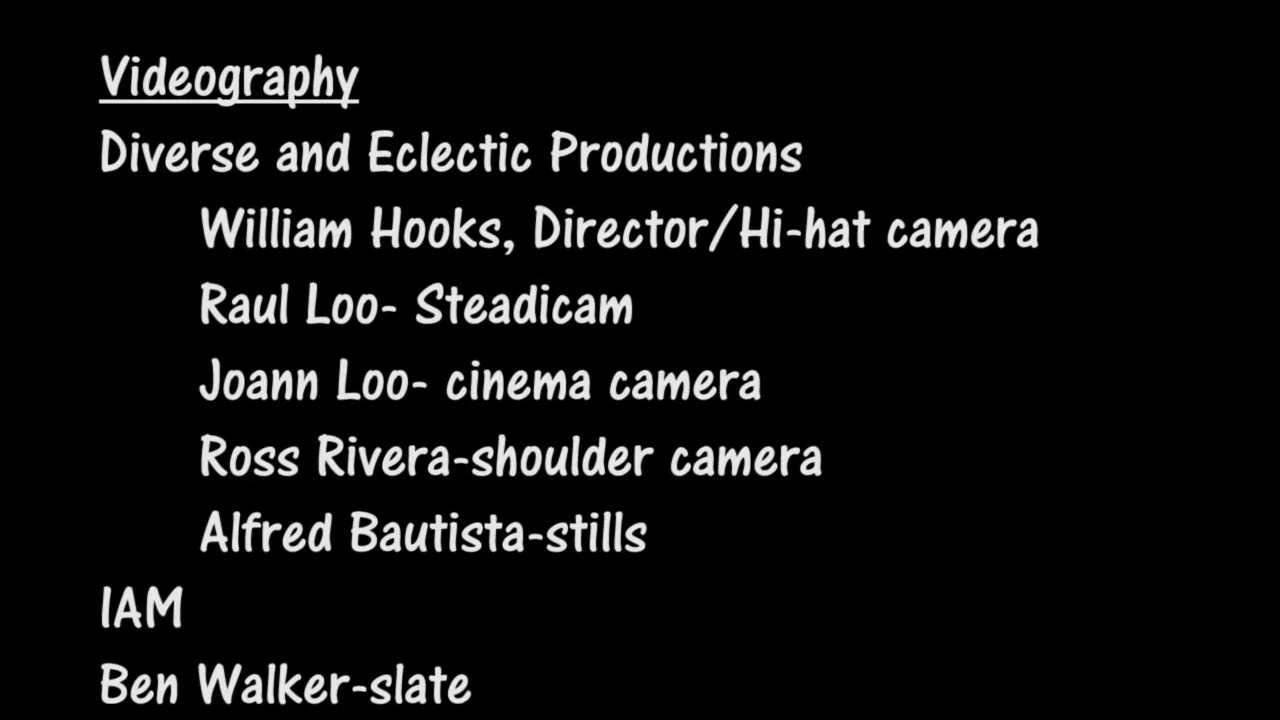 Videography
Diverse and Eclectic Productions
William Hooks, Director/Hi-hat camera
Raul Loo- Steadicam
Joann Loo- cinema camera
Ross Rivera-shoulder camera
Alfred Bautista-stills
IAM
Ben Walker-slate